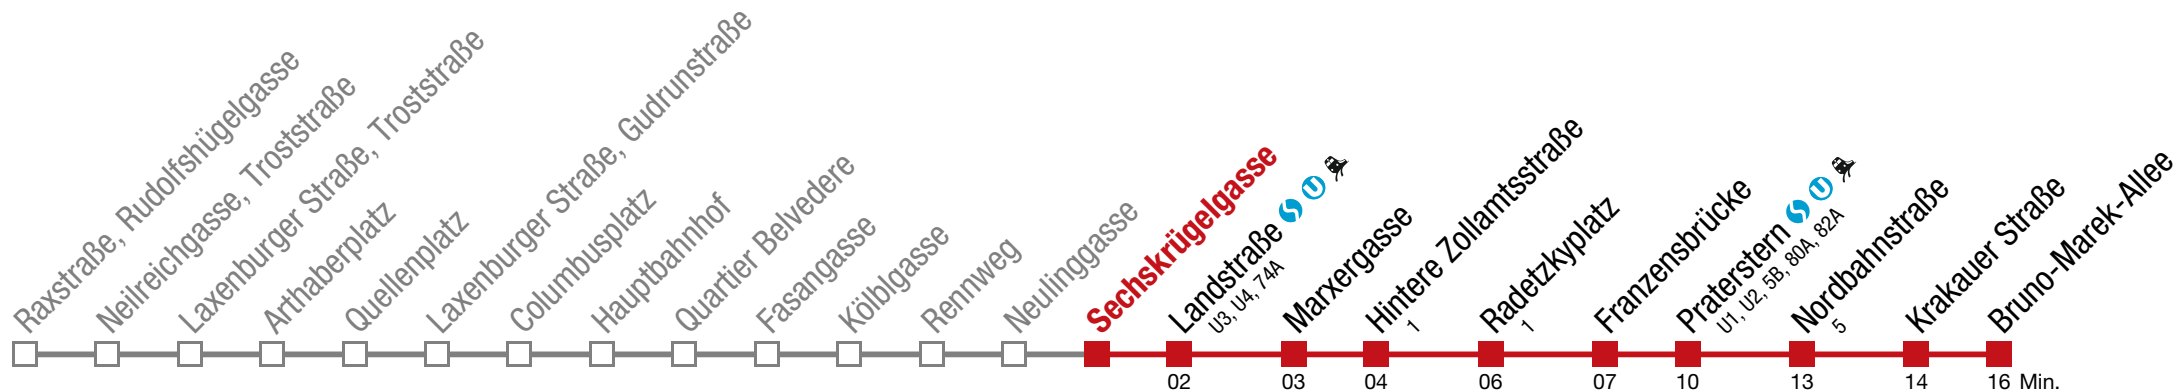 Raxstraße, Rudolfshügelgasse
Neilreichgasse, Troststraße
Laxenburger Straße, Troststraße
Arthaberplatz
Quellenplatz
Laxenburger Straße, Gudrunstraße
Columbusplatz
Hauptbahnhof
Quartier Belvedere
Fasangasse
Kölblgasse
Rennweg
Neulinggasse
Sechskrügelgasse
Landstraße
U3, U4, 74A
Marxergasse
Hintere Zollamtsstraße
1
Radetzkyplatz
1
Franzensbrücke
Praterstern
U1, U2, 5B, 80A, 82A
Nordbahnstraße
5
Krakauer Straße
Bruno-Marek-Allee
02 03 04 06 07 10 13 14 16 Min.